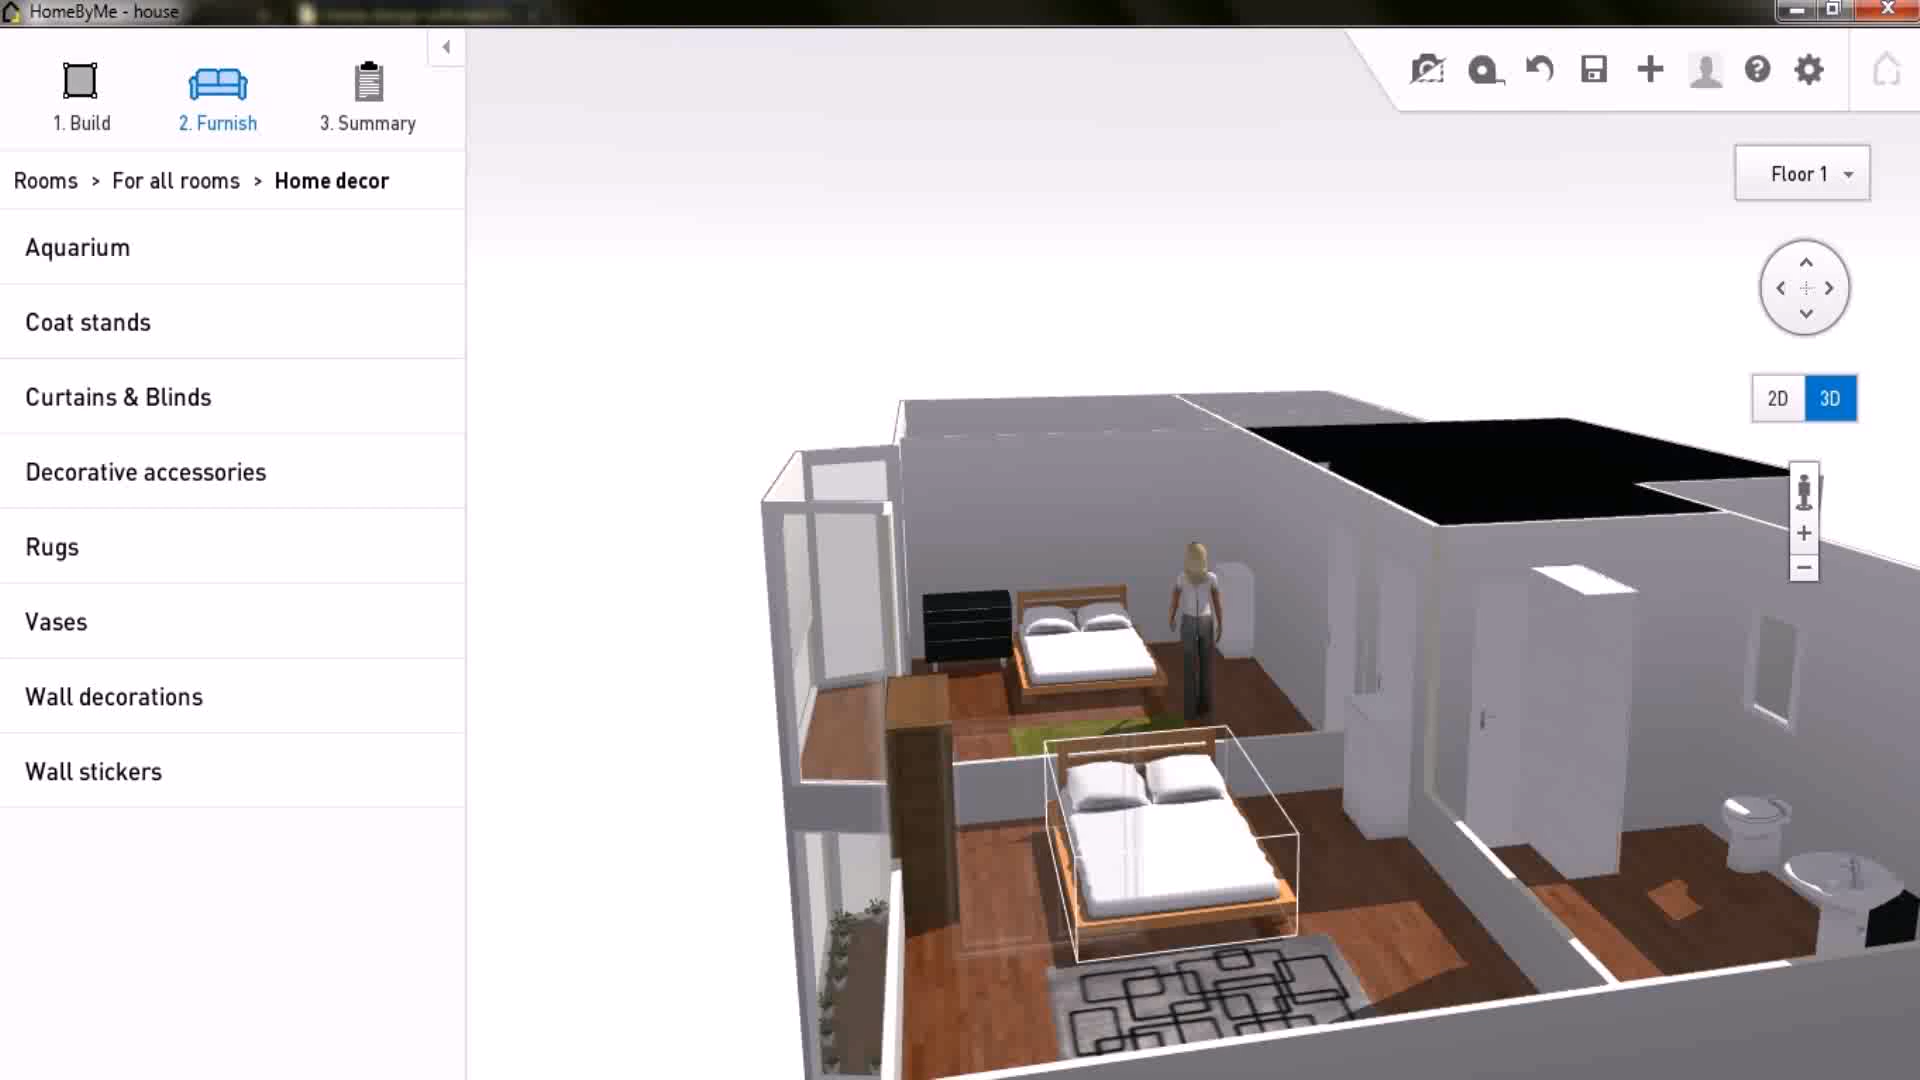 HomeByMe - house
1. Build
2. Furnish
3. Summary
Rooms > For all rooms > Home decor
Aquarium
Coat stands
Curtains & Blinds
Decorative accessories
Rugs
Vases
Wall decorations
Wall stickers
Floor 1
2D
3D